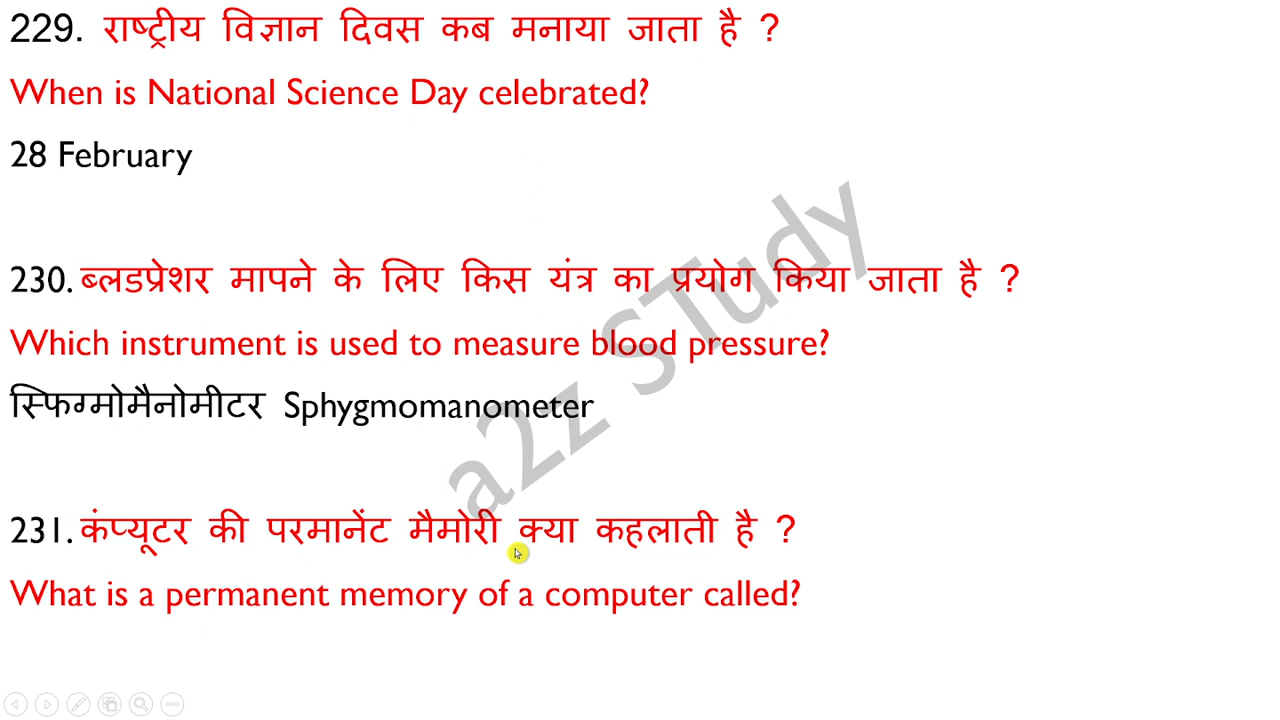 229. राष्ट्रीय विज्ञान दिवस कब मनाया जाता है ?
When is National Science Day celebrated?
28 February
230. ब्लडप्रेशर मापने के लिए किस यंत्र का प्रयोग किया जाता है ?
Which instrument is used to measure blood pressure?
स्फिग्मोमैनोमीटर Sphygmomanometer
231. कंप्यूटर की परमानेंट मैमोरी क्या कहलाती है ?
What is a permanent memory of a computer called?
a2z STudy